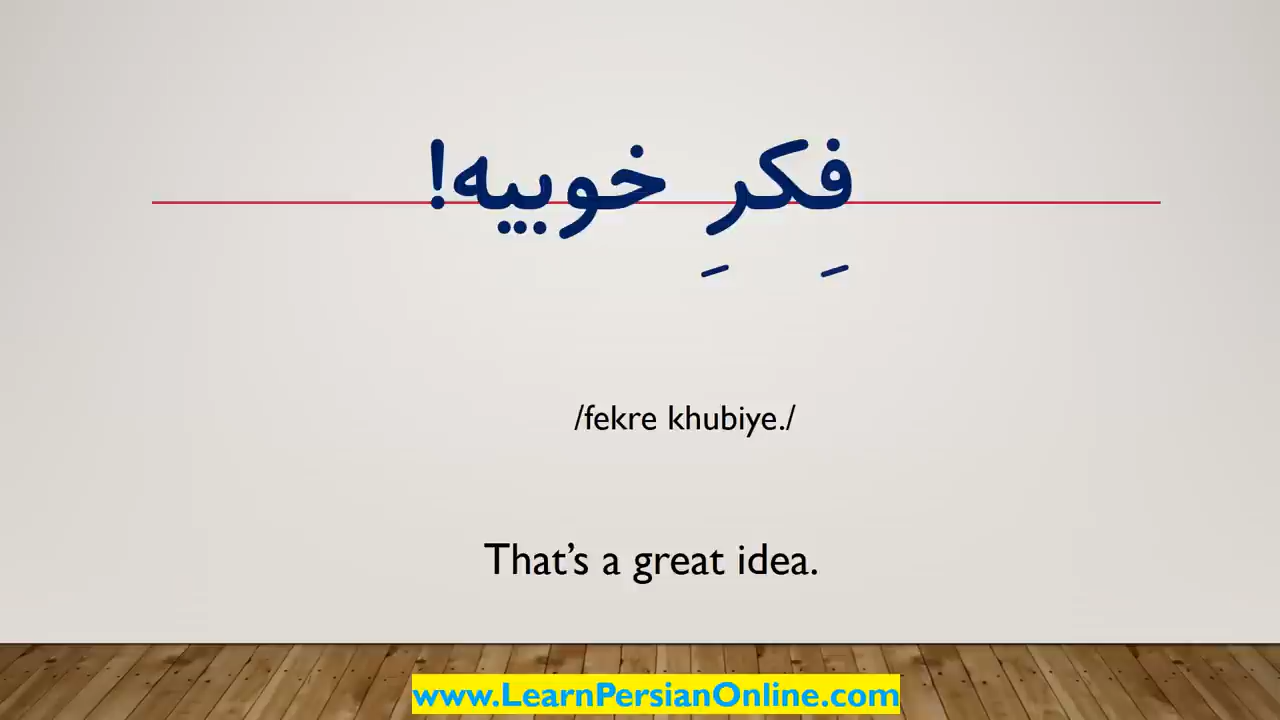 فِکرِ خوبیه!
/fekre khubiye./
That's a great idea.
www.LearnPersianOnline.com